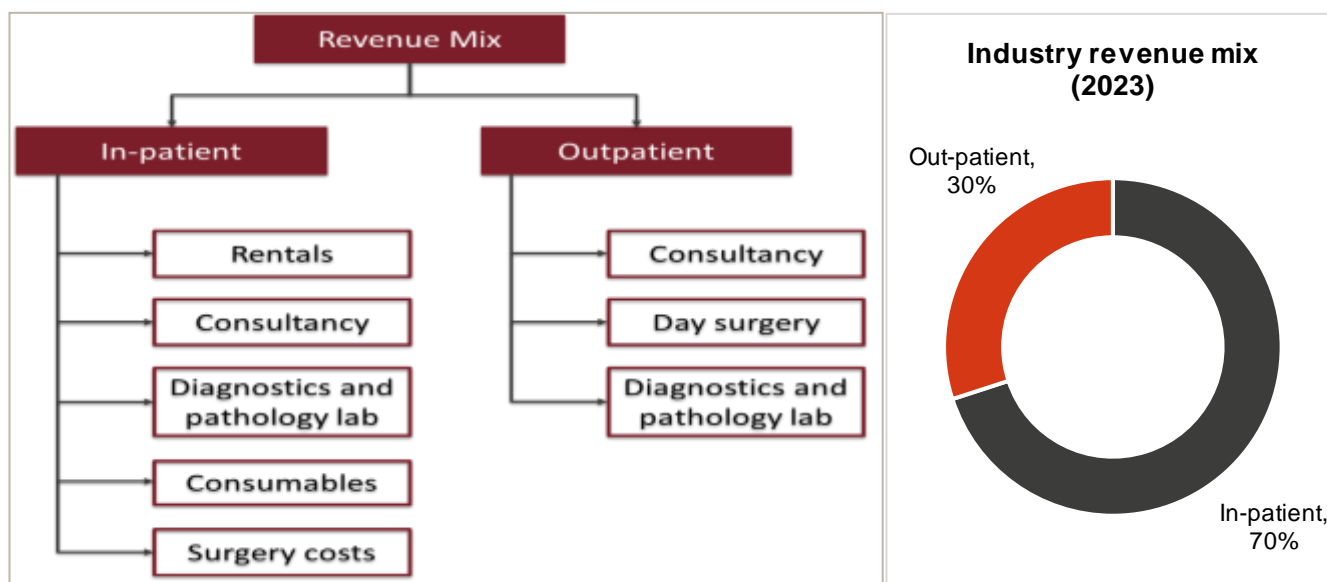 Revenue Mix
In-patient
Outpatient
Rentals
Consultancy
Diagnostics and
pathology lab
Consumables
Surgery costs
Consultancy
Day surgery
Diagnostics and
pathology lab
Industry revenue mix
(2023)
Out-patient,
30%
In-patient,
70%